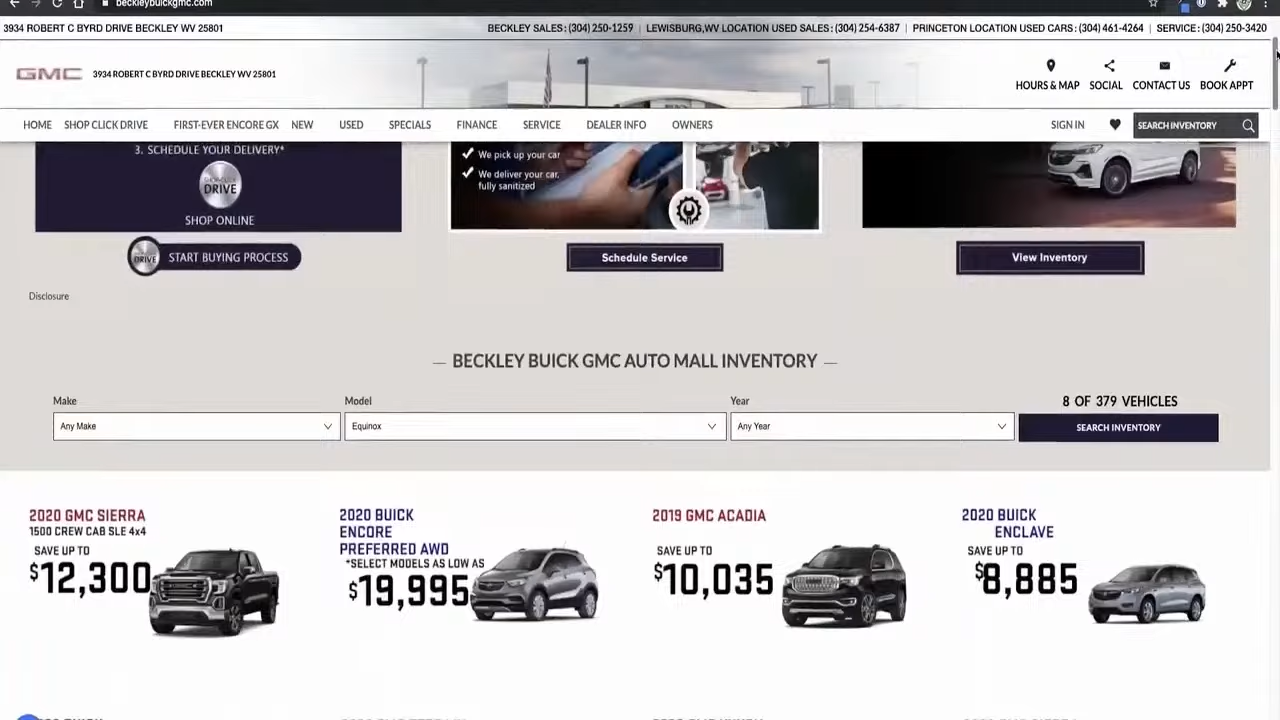 beckleybuickgmc.com
3934 ROBERT C BYRD DRIVE BECKLEY WV 25801
BECKLEY SALES: (304) 250-1259 | LEWISBURG,WV LOCATION USED SALES: (304) 254-6387 | PRINCETON LOCATION USED CARS: (304) 461-4264 | SERVICE: (304) 250-3420
GMC 3934 ROBERT C BYRD DRIVE BECKLEY WV 25801
HOURS & MAP SOCIAL CONTACT US BOOK APPT
HOME SHOP CLICK DRIVE FIRST-EVER ENCORE GX NEW USED SPECIALS FINANCE SERVICE DEALER INFO OWNERS SIGN IN SEARCH INVENTORY
3. SCHEDULE YOUR DELIVERY*
DRIVE
SHOP ONLINE
We pick up your car
We deliver your car,
fully sanitized
DRIVE START BUYING PROCESS
Schedule Service
View Inventory
Disclosure
— BECKLEY BUICK GMC AUTO MALL INVENTORY —
Make Model Year 8 OF 379 VEHICLES
Any Make Equinox Any Year SEARCH INVENTORY
2020 GMC SIERRA
1500 CREW CAB SLE 4x4
SAVE UP TO
$12,300
2020 BUICK
ENCORE
PREFERRED AWD
*SELECT MODELS AS LOW AS
$19,995
2019 GMC ACADIA
SAVE UP TO
$10,035
2020 BUICK
ENCLAVE
SAVE UP TO
$8,885